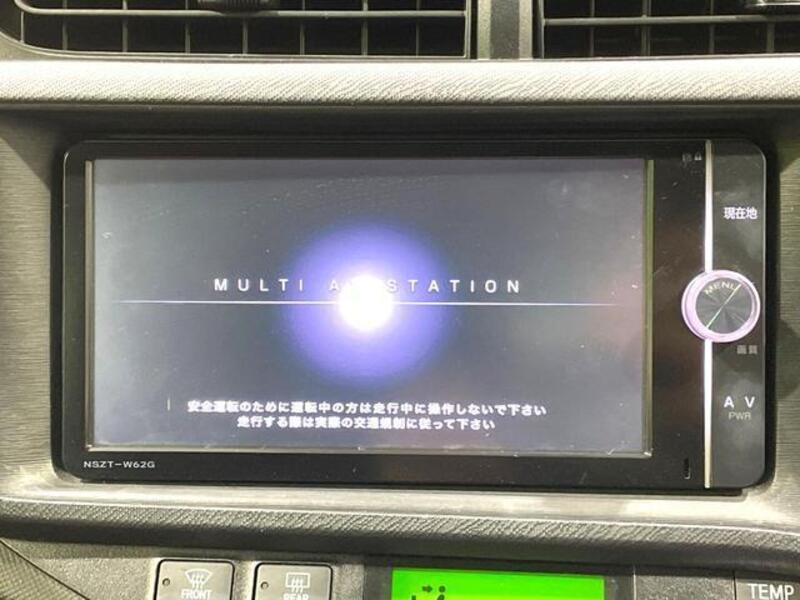 現在地
MENU
MULTI AV STATION
画質
A V
PWR
安全運転のために運転中の方は走行中に操作しないで下さい
走行する際は実際の交通規制に従って下さい
NSZT-W62G
FRONT
REAR
TEMP